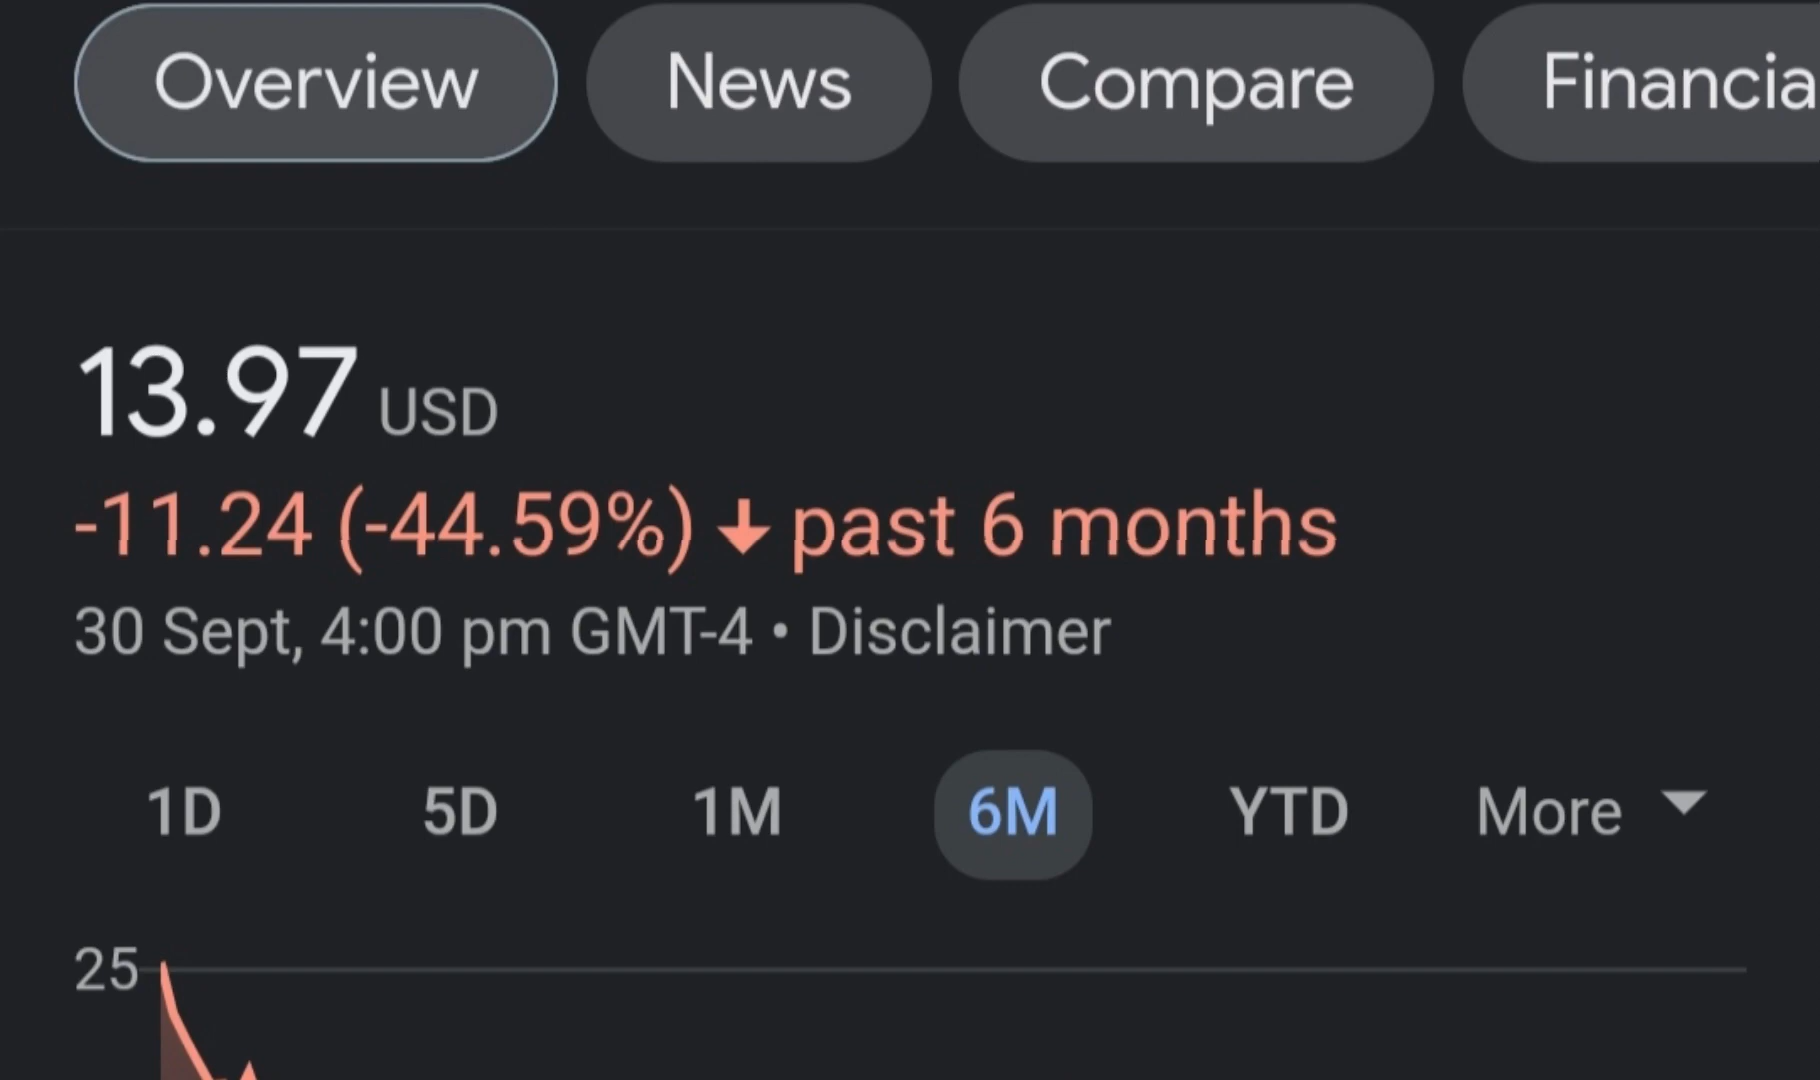 Overview News Compare Financia
13.97 USD
-11.24 (-44.59%) ↓ past 6 months
30 Sept, 4:00 pm GMT-4 • Disclaimer
1D 5D 1M 6M YTD More
25